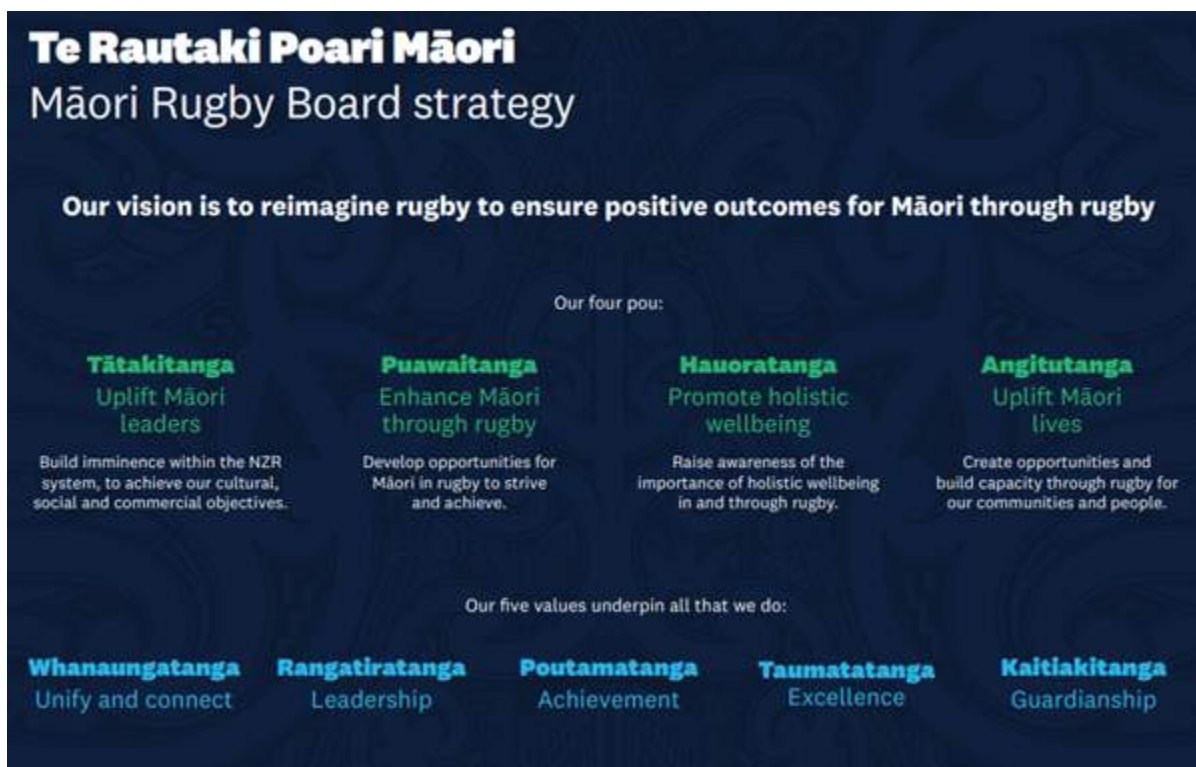 Te Rautaki Poari Māori
Māori Rugby Board strategy
Our vision is to reimagine rugby to ensure positive outcomes for Māori through rugby
Our four pou:
Tātakitanga
Uplift Māori
leaders
Build imminence within the NZR
system, to achieve our cultural,
social and commercial objectives.
Puawaitanga
Enhance Māori
through rugby
Develop opportunities for
Māori in rugby to strive
and achieve.
Hauoratanga
Promote holistic
wellbeing
Raise awareness of the
importance of holistic wellbeing
in and through rugby.
Angitutanga
Uplift Māori
lives
Create opportunities and
build capacity through rugby for
our communities and people.
Our five values underpin all that we do:
Whanaungatanga
Unify and connect
Rangatiratanga
Leadership
Poutamatanga
Achievement
Taumatatanga
Excellence
Kaitiakitanga
Guardianship